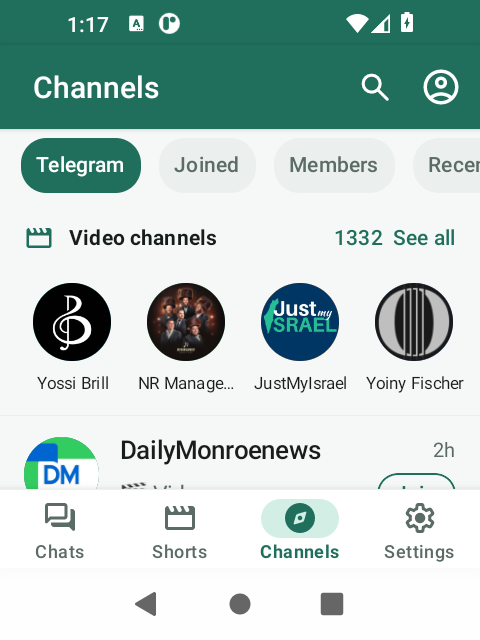 1:17
Channels
Telegram Joined Members Recen
Video channels 1332 See all
Just my ISRAEL
Yossi Brill NR Manage... JustMyIsrael Yoiny Fischer
DailyMonroenews 2h
DM
Chats Shorts Channels Settings